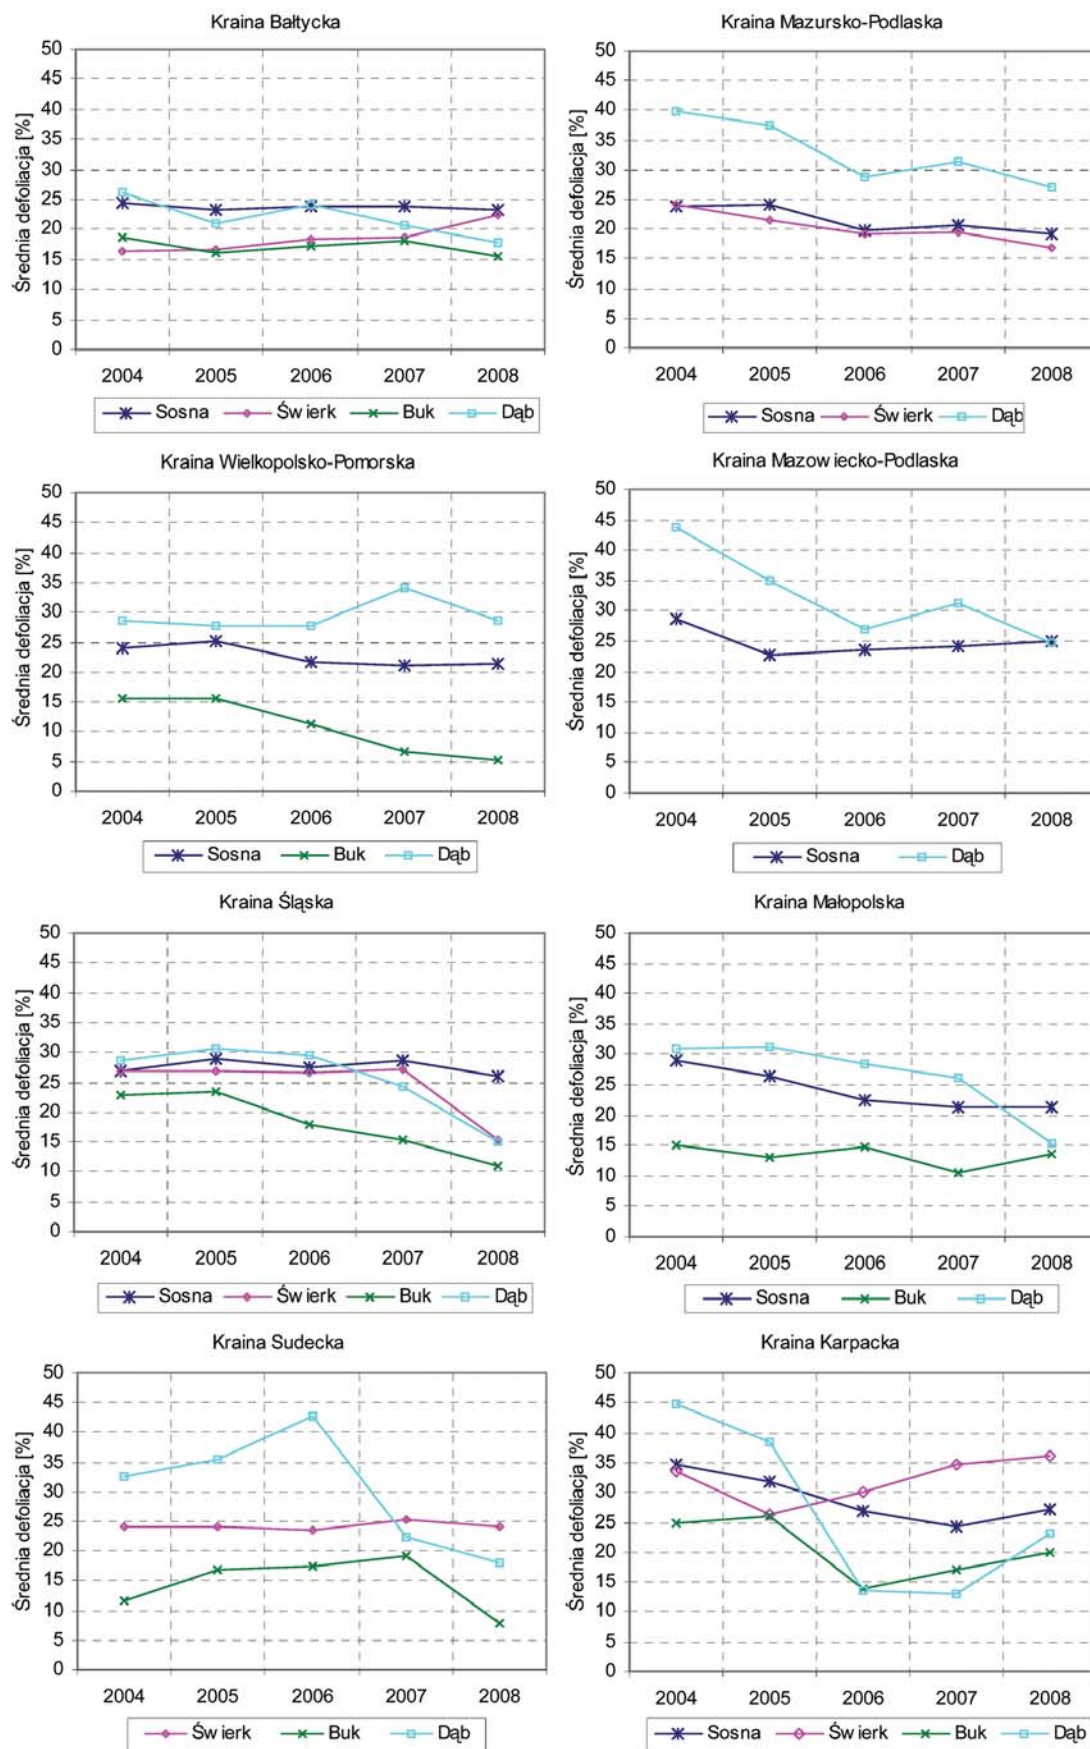 Kraina Bałtycka
Średnia defoliacja [%]
50
45
40
35
30
25
20
15
10
5
0
2004 2005 2006 2007 2008
Sosna Świerk Buk Dąb
Kraina Mazursko-Podlaska
Średnia defoliacja [%]
50
45
40
35
30
25
20
15
10
5
0
2004 2005 2006 2007 2008
Sosna Świerk Dąb
Kraina Wielkopolsko-Pomorska
Średnia defoliacja [%]
50
45
40
35
30
25
20
15
10
5
0
2004 2005 2006 2007 2008
Sosna Buk Dąb
Kraina Mazowiecko-Podlaska
Średnia defoliacja [%]
50
45
40
35
30
25
20
15
10
5
0
2004 2005 2006 2007 2008
Sosna Dąb
Kraina Śląska
Średnia defoliacja [%]
50
45
40
35
30
25
20
15
10
5
0
2004 2005 2006 2007 2008
Sosna Świerk Buk Dąb
Kraina Małopolska
Średnia defoliacja [%]
50
45
40
35
30
25
20
15
10
5
0
2004 2005 2006 2007 2008
Sosna Buk Dąb
Kraina Sudecka
Średnia defoliacja [%]
50
45
40
35
30
25
20
15
10
5
0
2004 2005 2006 2007 2008
Świerk Buk Dąb
Kraina Karpacka
Średnia defoliacja [%]
50
45
40
35
30
25
20
15
10
5
0
2004 2005 2006 2007 2008
Sosna Świerk Buk Dąb